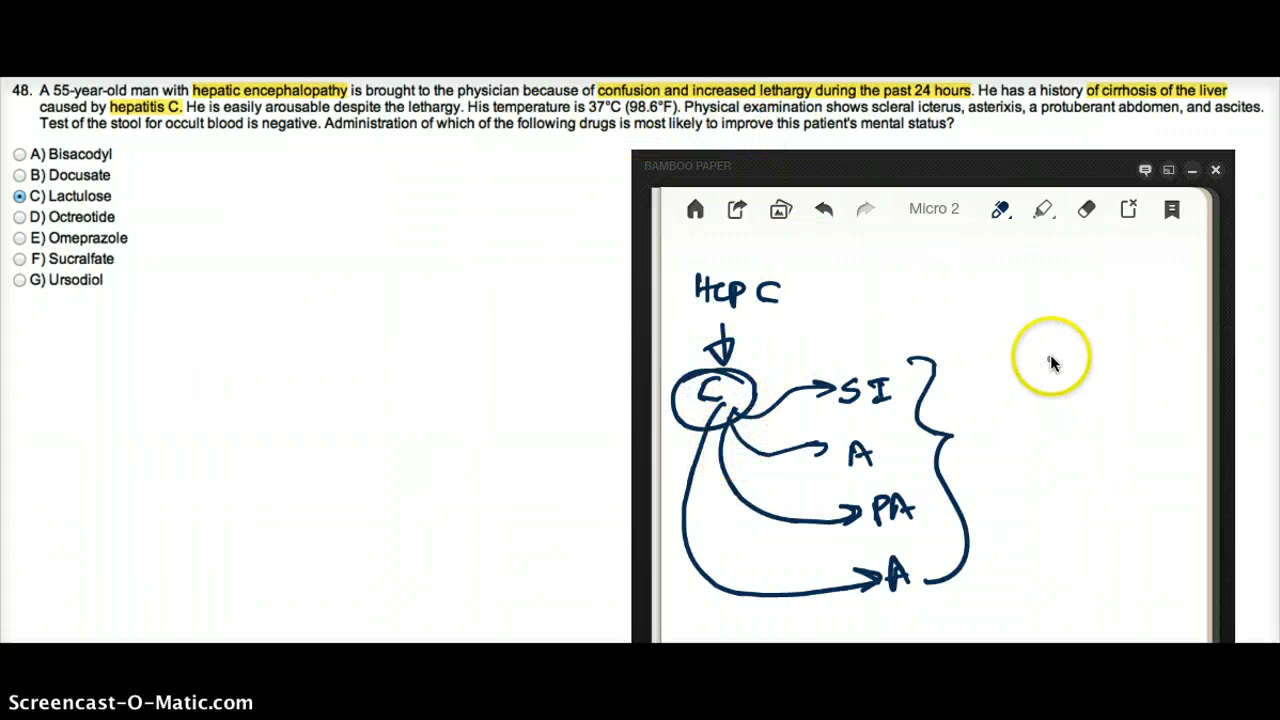 48. A 55-year-old man with hepatic encephalopathy is brought to the physician because of confusion and increased lethargy during the past 24 hours. He has a history of cirrhosis of the liver
caused by hepatitis C. He is easily arousable despite the lethargy. His temperature is 37°C (98.6°F). Physical examination shows scleral icterus, asterixis, a protuberant abdomen, and ascites.
Test of the stool for occult blood is negative. Administration of which of the following drugs is most likely to improve this patient's mental status?
A) Bisacodyl
B) Docusate
C) Lactulose
D) Octreotide
E) Omeprazole
F) Sucralfate
G) Ursodiol
BAMBOO PAPER
Micro 2
Hep C
C
SI
A
PA
A
Screencast-O-Matic.com